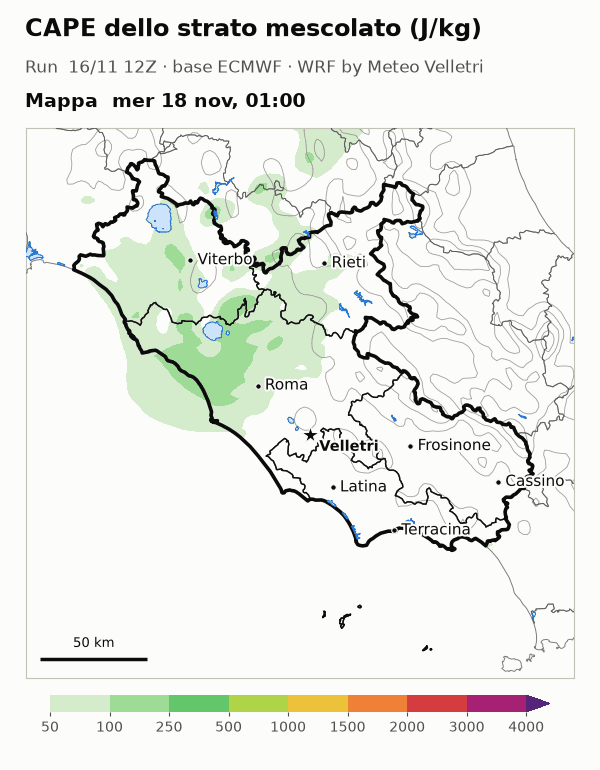 CAPE dello strato mescolato (J/kg)
Run  16/11 12Z · base ECMWF · WRF by Meteo Velletri
Mappa  mer 18 nov, 01:00
Viterbo
Rieti
Roma
Velletri
Frosinone
Latina
Cassino
Terracina
50 km
50 100 250 500 1000 1500 2000 3000 4000